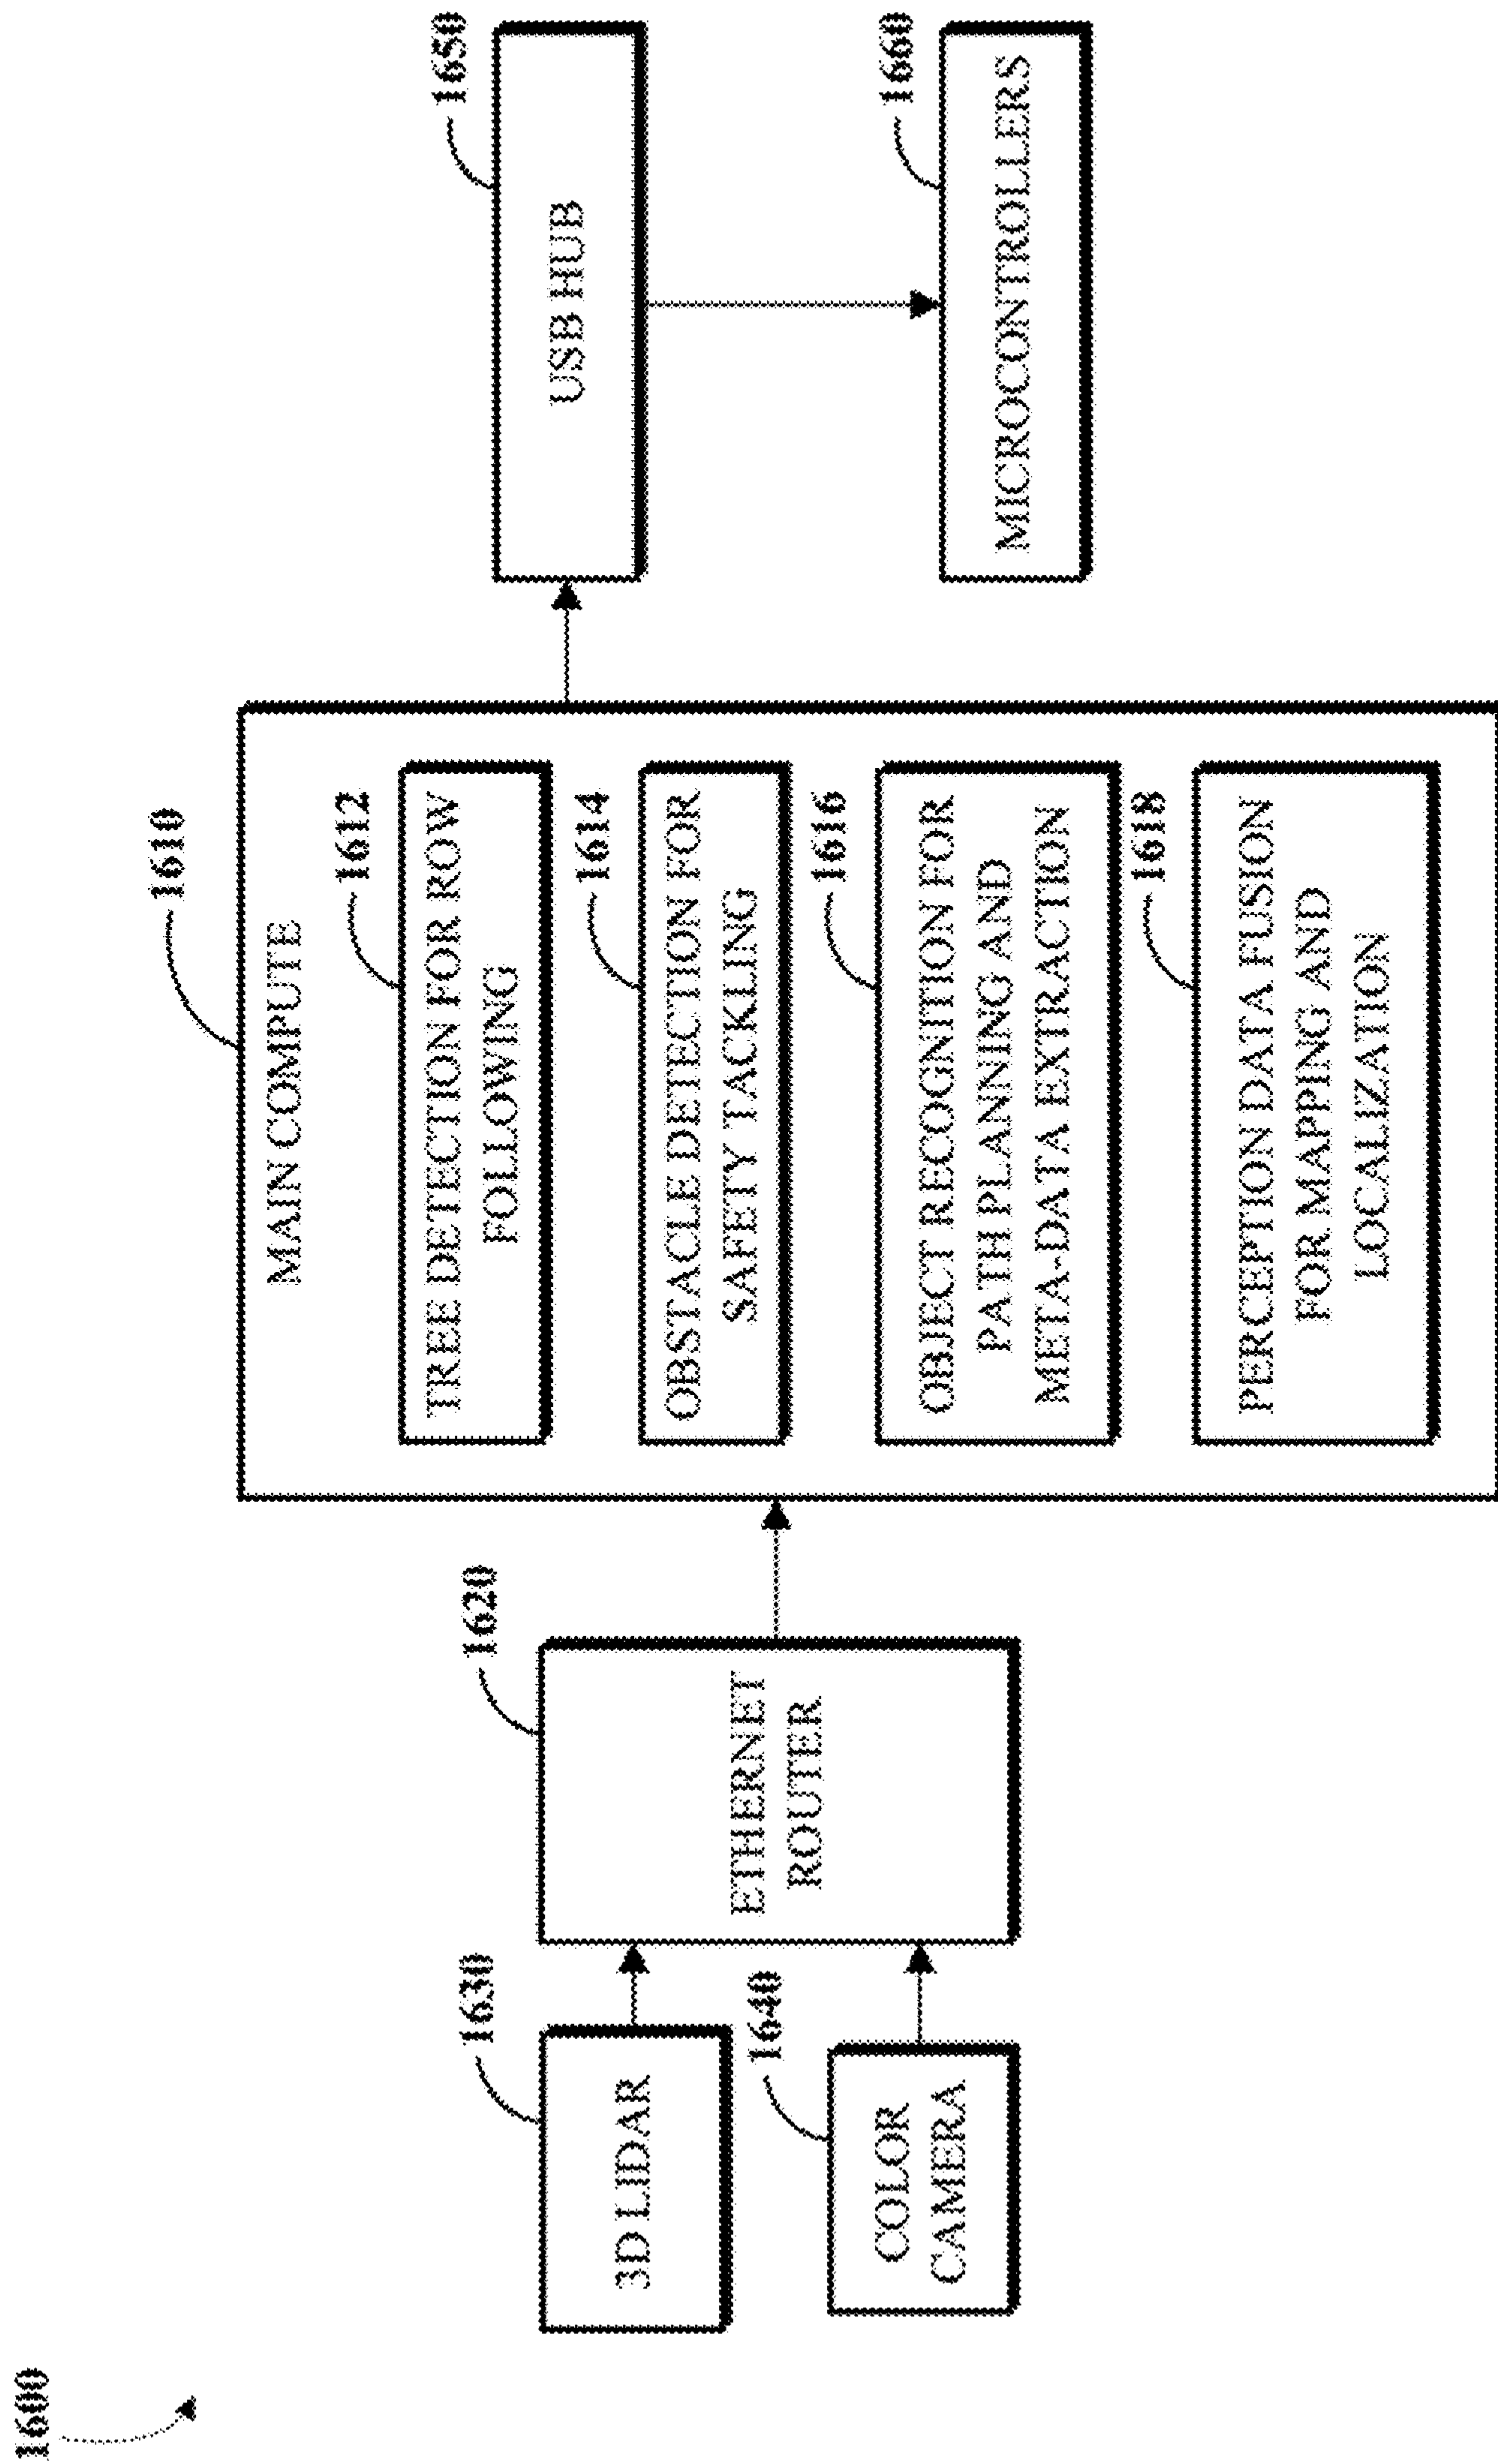 1600
1630
3D LIDAR
1640
COLOR
CAMERA
1620
ETHERNET
ROUTER
1610
MAIN COMPUTE
1612
TREE DETECTION FOR ROW
FOLLOWING
1614
OBSTACLE DETECTION FOR
SAFETY TACKLING
1616
OBJECT RECOGNITION FOR
PATH PLANNING AND
META-DATA EXTRACTION
1618
PERCEPTION DATA FUSION
FOR MAPPING AND
LOCALIZATION
1650
USB HUB
1660
MICROCONTROLLERS